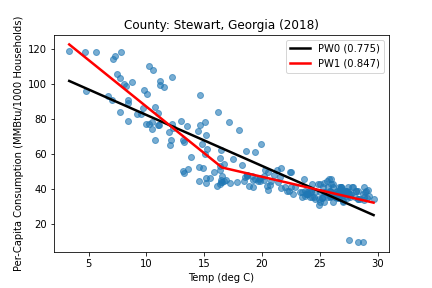 County: Stewart, Georgia (2018)
PW0 (0.775)
PW1 (0.847)
Per-Capita Consumption (MMBtu/1000 Households)
120
100
80
60
40
20
5 10 15 20 25 30
Temp (deg C)